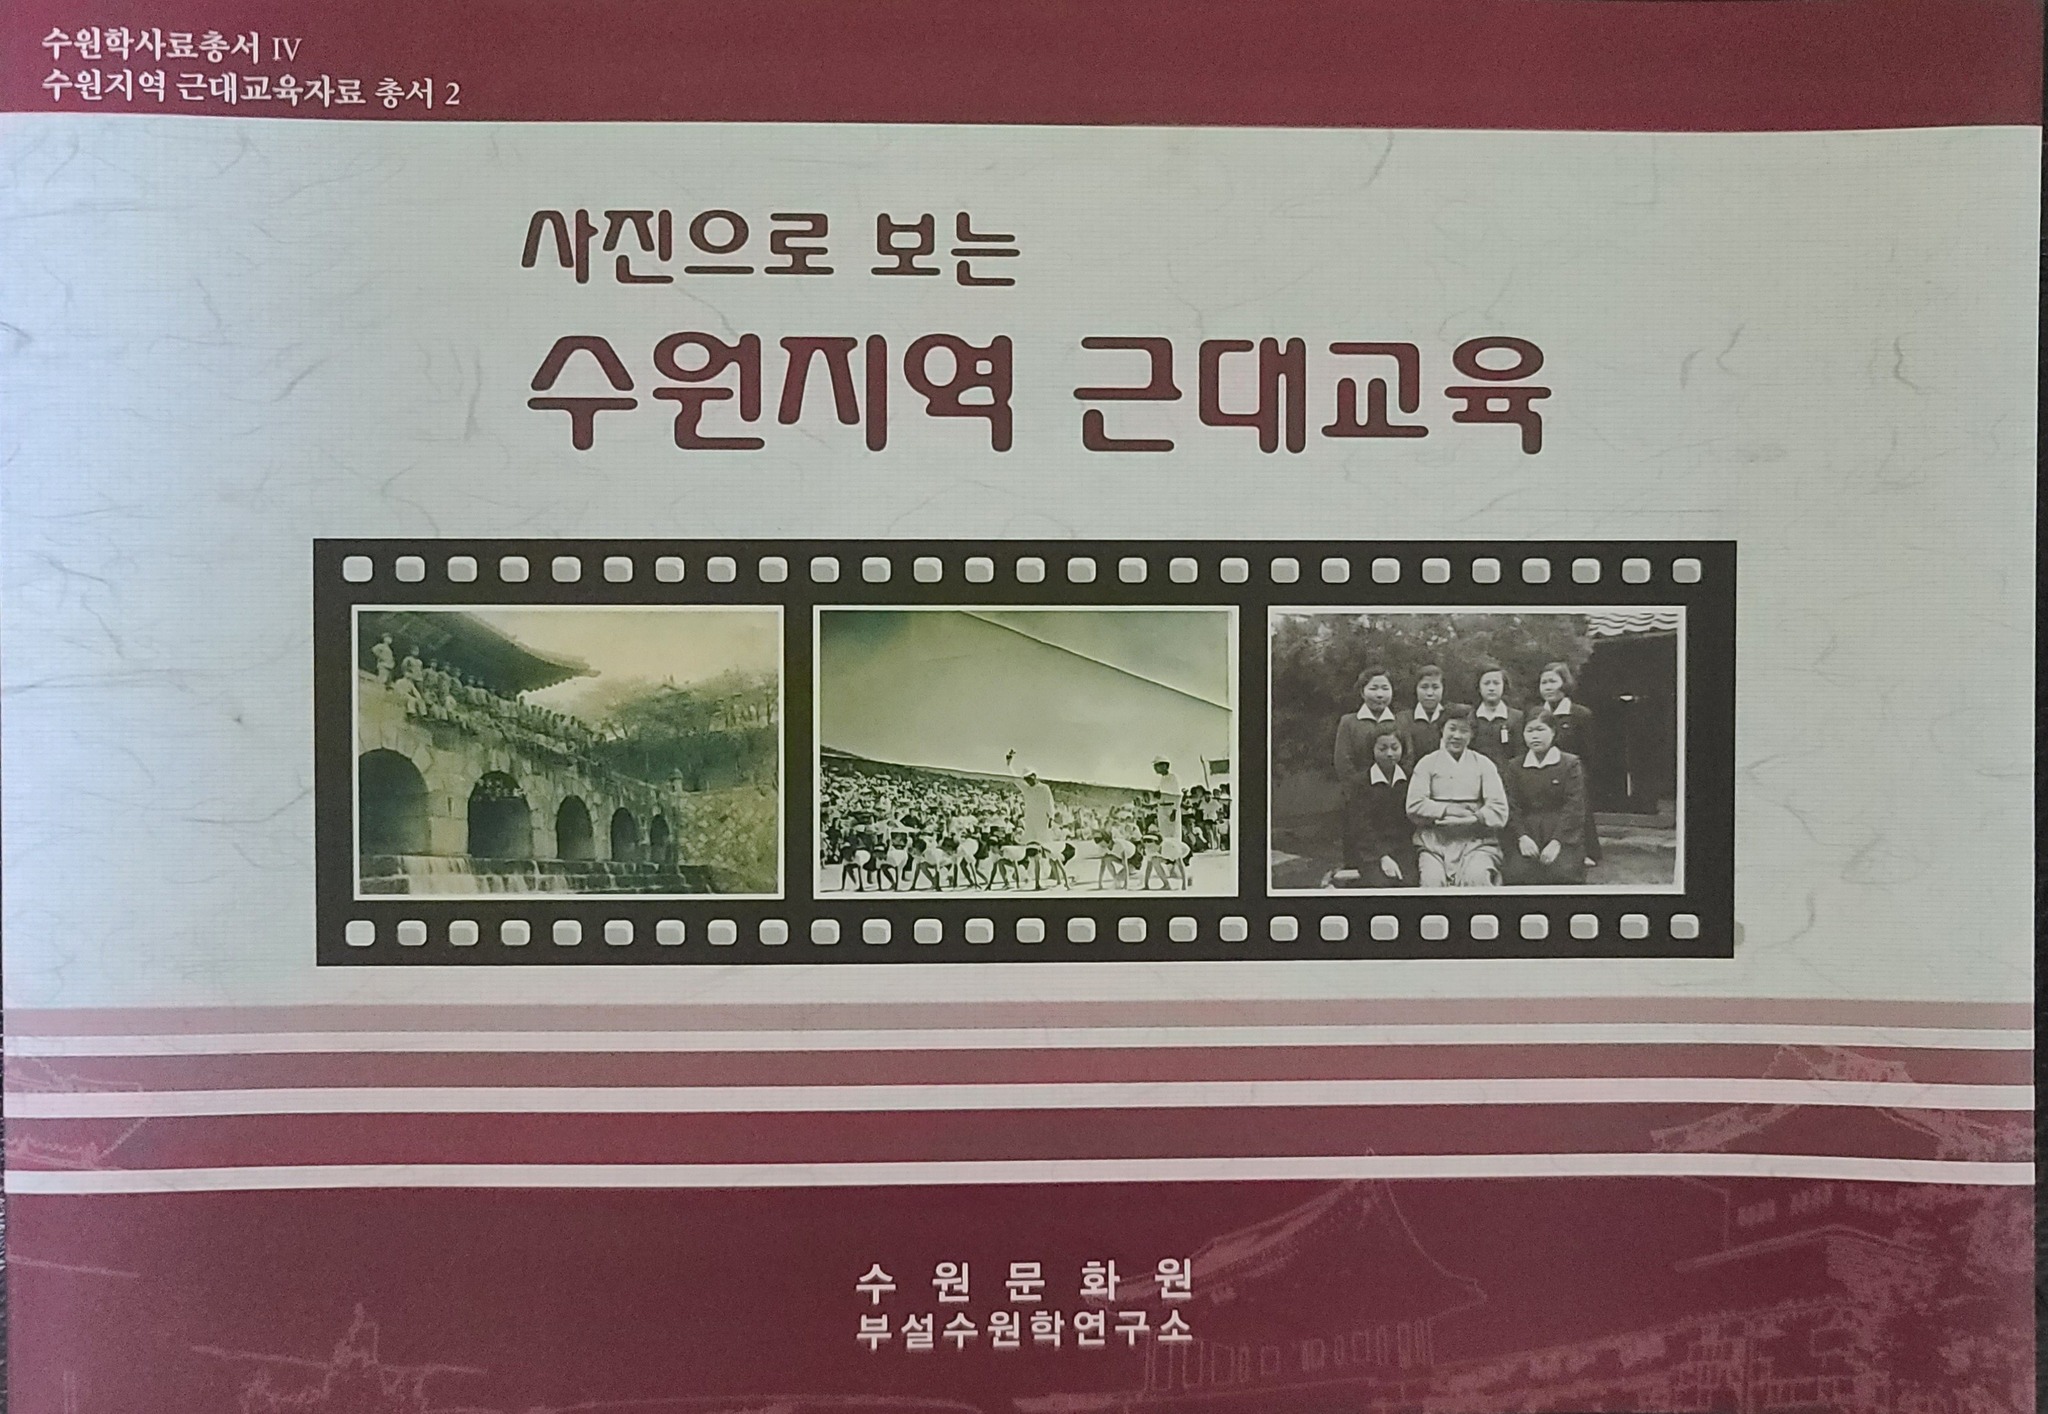 수원학사료총서 Ⅳ
수원지역 근대교육자료 총서 2
사진으로 보는
수원지역 근대교육
수원문화원
부설수원학연구소